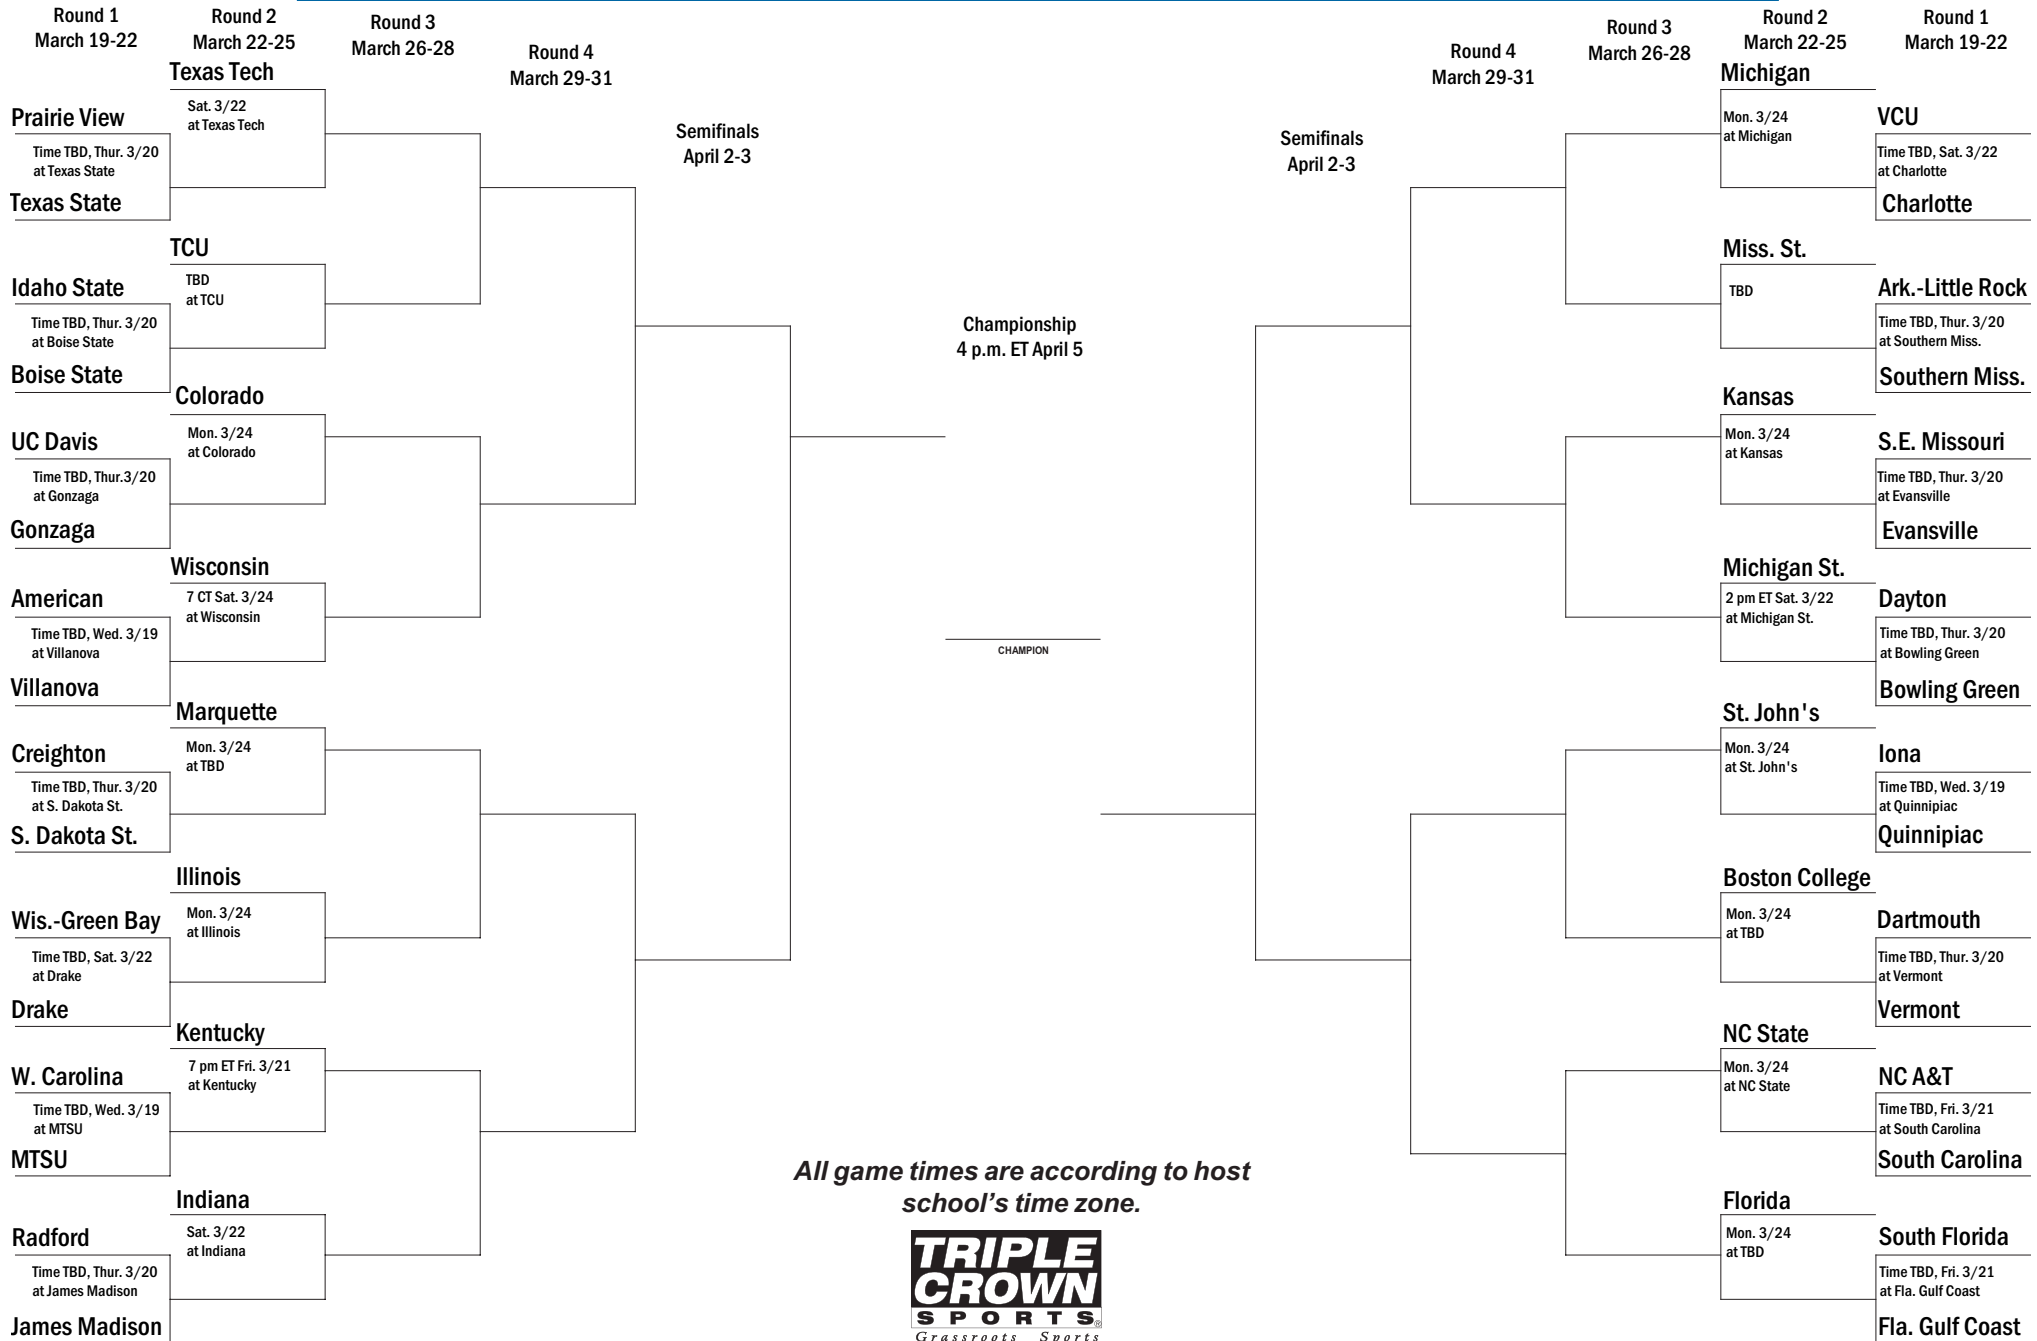 Round 1
March 19-22
Round 2
March 22-25
Round 3
March 26-28
Round 4
March 29-31
Semifinals
April 2-3
Texas Tech
Sat. 3/22
at Texas Tech
Prairie View
Time TBD, Thur. 3/20
at Texas State
Texas State
TCU
TBD
at TCU
Idaho State
Time TBD, Thur. 3/20
at Boise State
Boise State
Colorado
Mon. 3/24
at Colorado
UC Davis
Time TBD, Thur.3/20
at Gonzaga
Gonzaga
Wisconsin
7 CT Sat. 3/24
at Wisconsin
American
Time TBD, Wed. 3/19
at Villanova
Villanova
Marquette
Mon. 3/24
at TBD
Creighton
Time TBD, Thur. 3/20
at S. Dakota St.
S. Dakota St.
Illinois
Mon. 3/24
at Illinois
Wis.-Green Bay
Time TBD, Sat. 3/22
at Drake
Drake
Kentucky
7 pm ET Fri. 3/21
at Kentucky
W. Carolina
Time TBD, Wed. 3/19
at MTSU
MTSU
Indiana
Sat. 3/22
at Indiana
Radford
Time TBD, Thur. 3/20
at James Madison
James Madison
Championship
4 p.m. ET April 5
CHAMPION
All game times are according to host
school's time zone.
TRIPLE
CROWN
SPORTS®
Grassroots Sports
Semifinals
April 2-3
Round 4
March 29-31
Round 3
March 26-28
Round 2
March 22-25
Round 1
March 19-22
Michigan
Mon. 3/24
at Michigan
VCU
Time TBD, Sat. 3/22
at Charlotte
Charlotte
Miss. St.
TBD
Ark.-Little Rock
Time TBD, Thur. 3/20
at Southern Miss.
Southern Miss.
Kansas
Mon. 3/24
at Kansas
S.E. Missouri
Time TBD, Thur. 3/20
at Evansville
Evansville
Michigan St.
2 pm ET Sat. 3/22
at Michigan St.
Dayton
Time TBD, Thur. 3/20
at Bowling Green
Bowling Green
St. John's
Mon. 3/24
at St. John's
Iona
Time TBD, Wed. 3/19
at Quinnipiac
Quinnipiac
Boston College
Mon. 3/24
at TBD
Dartmouth
Time TBD, Thur. 3/20
at Vermont
Vermont
NC State
Mon. 3/24
at NC State
NC A&T
Time TBD, Fri. 3/21
at South Carolina
South Carolina
Florida
Mon. 3/24
at TBD
South Florida
Time TBD, Fri. 3/21
at Fla. Gulf Coast
Fla. Gulf Coast